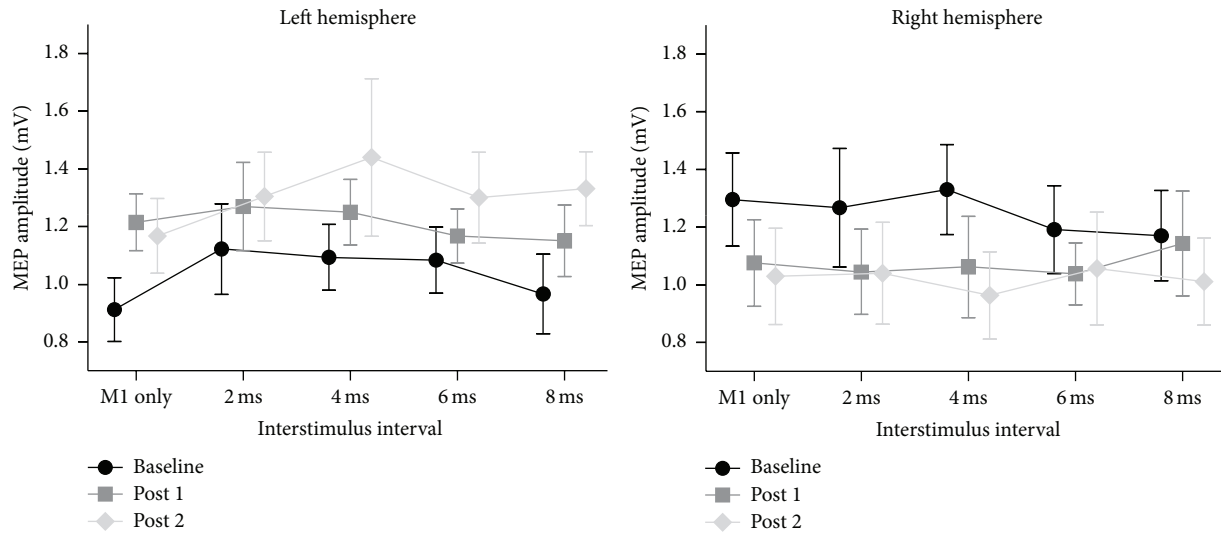 Left hemisphere
1.8
1.6
1.4
1.2
1.0
0.8
MEP amplitude (mV)
M1 only 2 ms 4 ms 6 ms 8 ms
Interstimulus interval
Baseline
Post 1
Post 2
Right hemisphere
1.8
1.6
1.4
1.2
1.0
0.8
MEP amplitude (mV)
M1 only 2 ms 4 ms 6 ms 8 ms
Interstimulus interval
Baseline
Post 1
Post 2